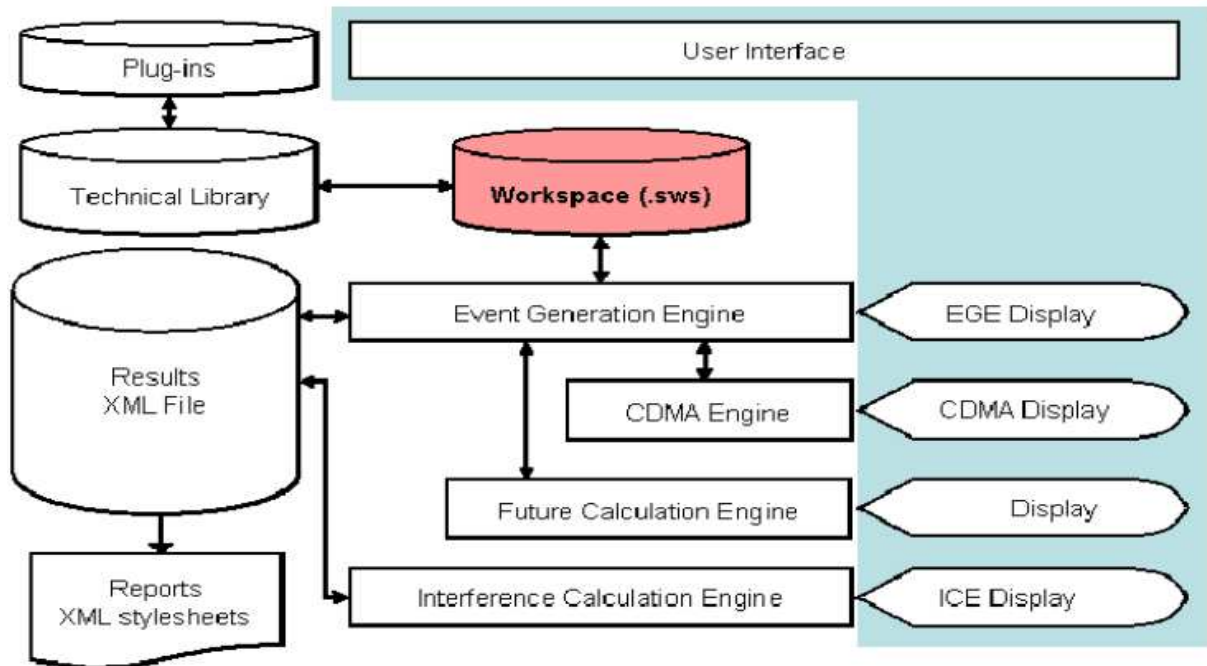 User Interface
Plug-ins
Technical Library
Workspace (.sws)
Event Generation Engine
EGE Display
Results
XML File
CDMA Engine
CDMA Display
Future Calculation Engine
Display
Reports
XML stylesheets
Interference Calculation Engine
ICE Display